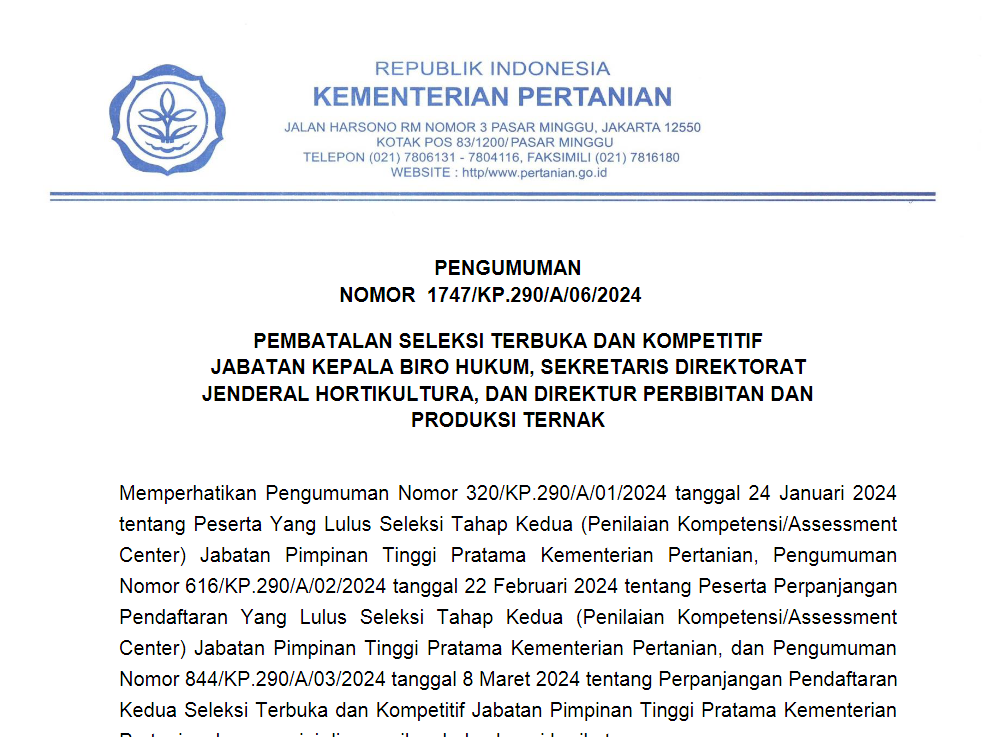 REPUBLIK INDONESIA
KEMENTERIAN PERTANIAN
JALAN HARSONO RM NOMOR 3 PASAR MINGGU, JAKARTA 12550
KOTAK POS 83/1200/ PASAR MINGGU
TELEPON (021) 7806131 - 7804116, FAKSIMILI (021) 7816180
WEBSITE : http/www.pertanian.go.id
PENGUMUMAN
NOMOR 1747/KP.290/A/06/2024
PEMBATALAN SELEKSI TERBUKA DAN KOMPETITIF
JABATAN KEPALA BIRO HUKUM, SEKRETARIS DIREKTORAT
JENDERAL HORTIKULTURA, DAN DIREKTUR PERBIBITAN DAN
PRODUKSI TERNAK
Memperhatikan Pengumuman Nomor 320/KP.290/A/01/2024 tanggal 24 Januari 2024
tentang Peserta Yang Lulus Seleksi Tahap Kedua (Penilaian Kompetensi/Assessment
Center) Jabatan Pimpinan Tinggi Pratama Kementerian Pertanian, Pengumuman
Nomor 616/KP.290/A/02/2024 tanggal 22 Februari 2024 tentang Peserta Perpanjangan
Pendaftaran Yang Lulus Seleksi Tahap Kedua (Penilaian Kompetensi/Assessment
Center) Jabatan Pimpinan Tinggi Pratama Kementerian Pertanian, dan Pengumuman
Nomor 844/KP.290/A/03/2024 tanggal 8 Maret 2024 tentang Perpanjangan Pendaftaran
Kedua Seleksi Terbuka dan Kompetitif Jabatan Pimpinan Tinggi Pratama Kementerian